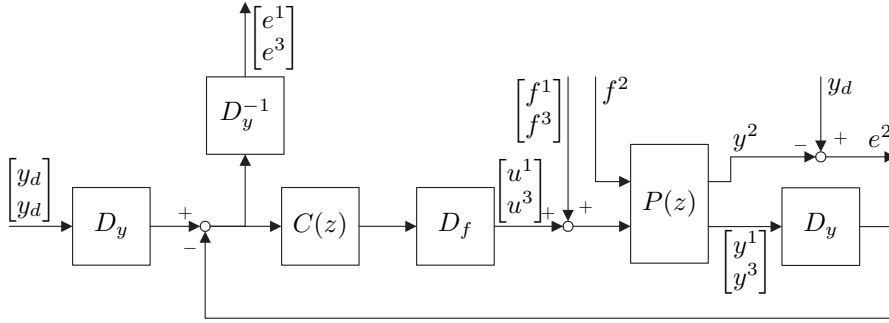 [e^1
e^3]
D_y^{-1}
[f^1
f^3]
f^2
y_d
y^2
e^2
− +
[y_d
y_d]
D_y
+
−
C(z)
D_f
[u^1
u^3]
+ +
P(z)
D_y
[y^1
y^3]